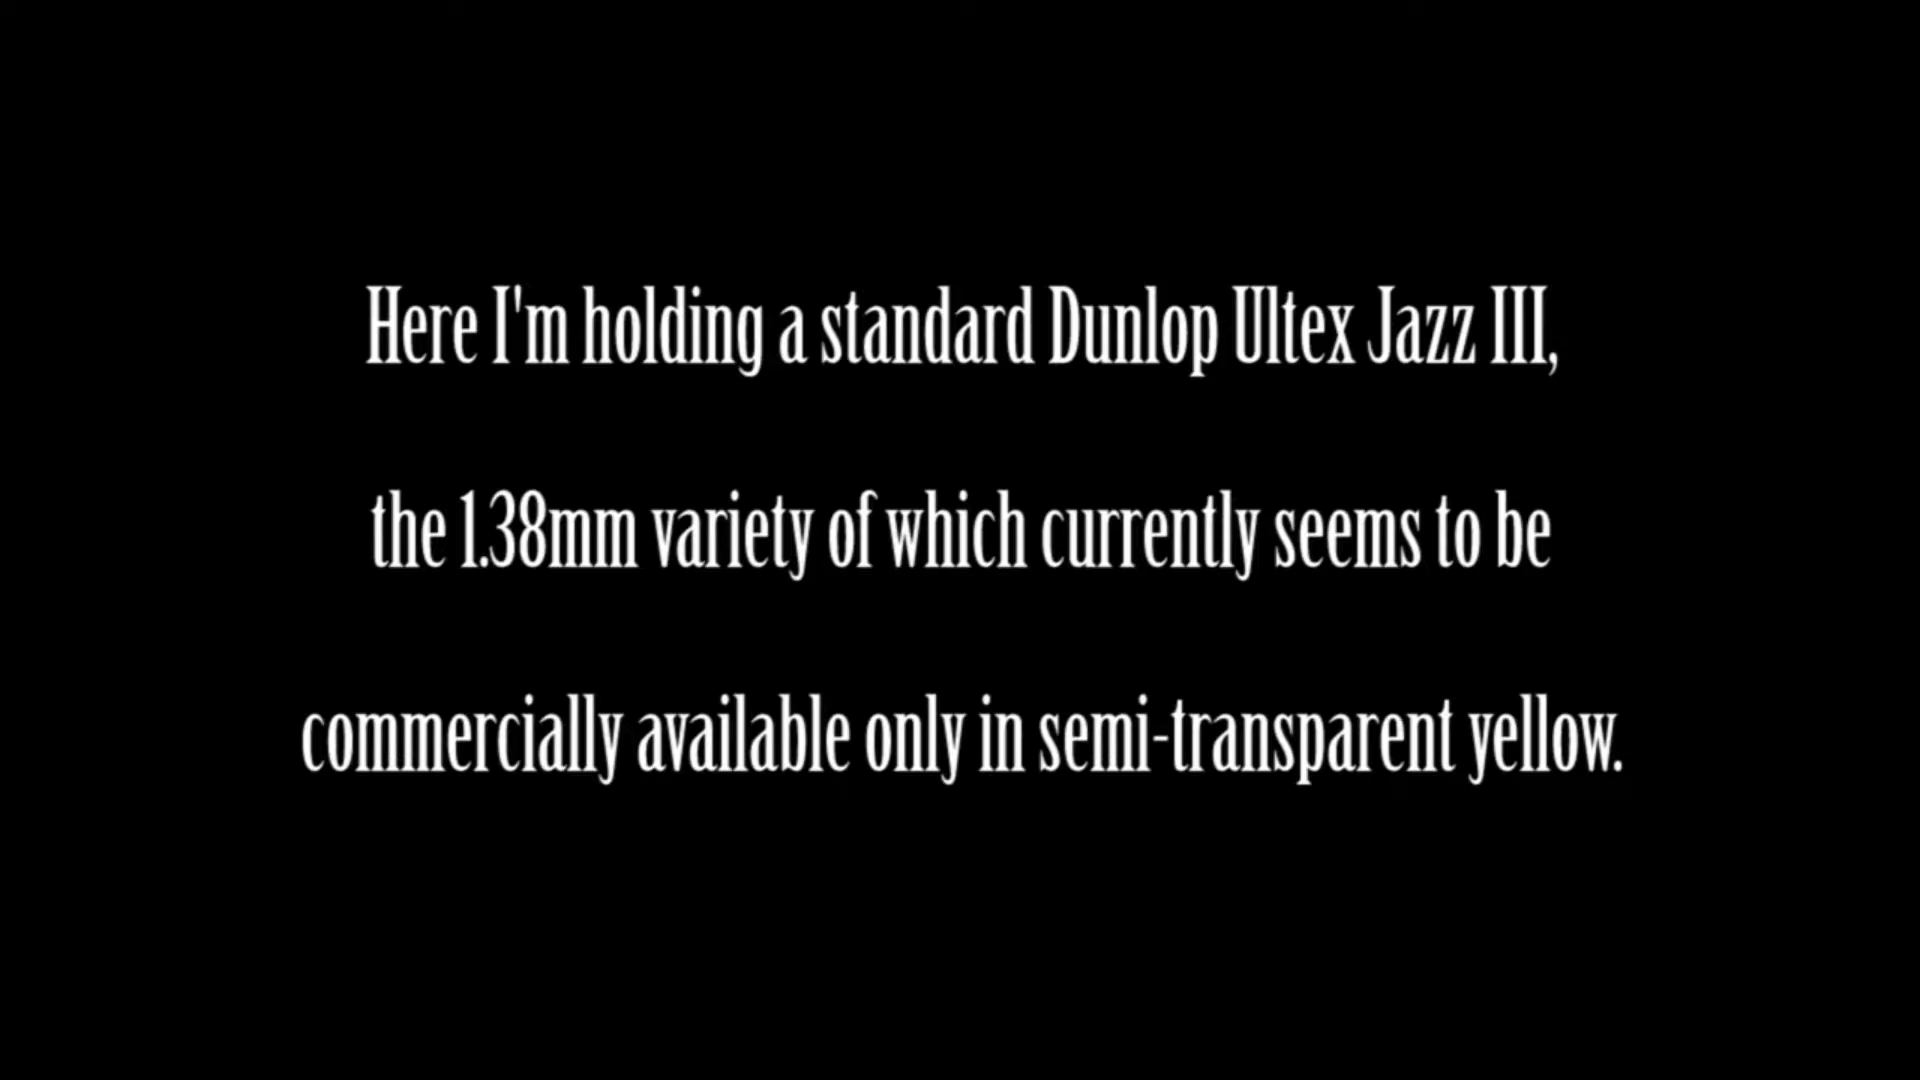 Here I'm holding a standard Dunlop Ultex Jazz III,
the 1.38mm variety of which currently seems to be
commercially available only in semi-transparent yellow.